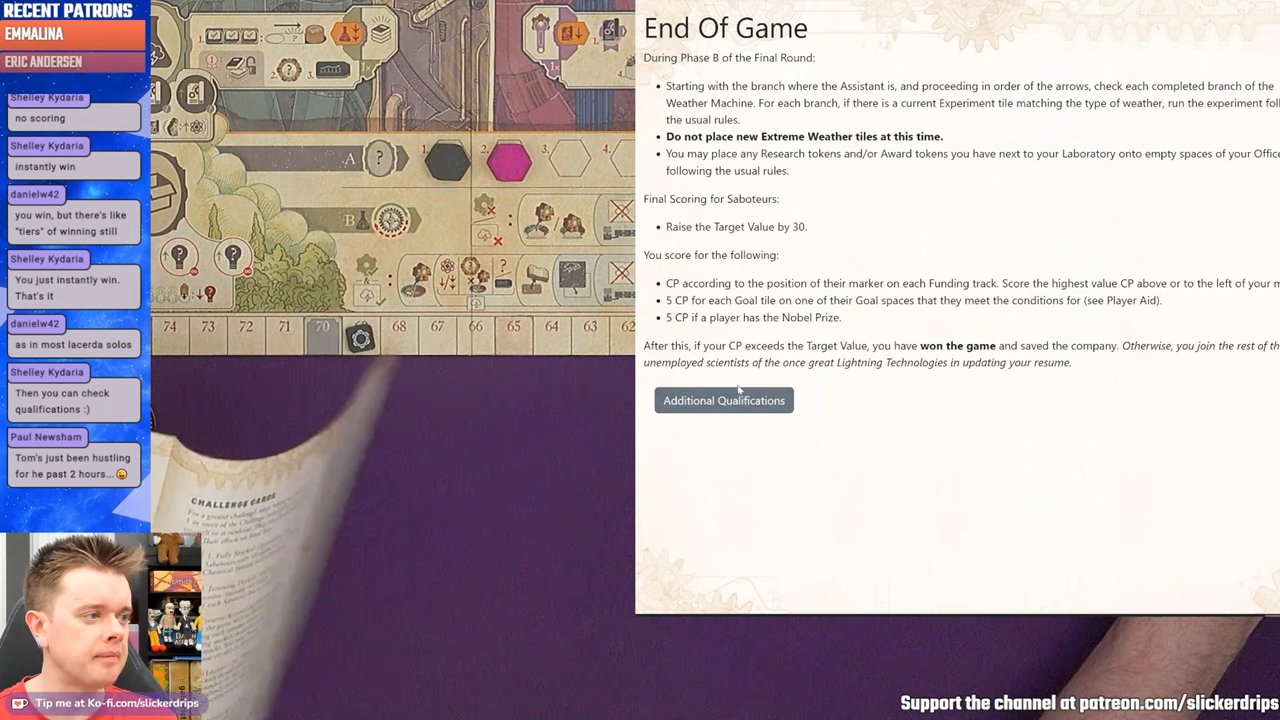 RECENT PATRONS
EMMALINA
ERIC ANDERSEN
Shelley Kydaria
no scoring
Shelley Kydaria
instantly win
danielw42
you win, but there's like
"tiers" of winning still
Shelley Kydaria
You just instantly win.
That's it
danielw42
as in most lacerda solos
Shelley Kydaria
Then you can check
qualifications :)
Paul Newsham
Tom's just been hustling
for he past 2 hours...😀
Tip me at Ko-fi.com/slickerdrips
A
?
1.
2.
3.
4.
B
74 73 72 71 70 68 67 66 65 64 63 62
CHALLENGE CARDS
End Of Game
During Phase B of the Final Round:
• Starting with the branch where the Assistant is, and proceeding in order of the arrows, check each completed branch of the
Weather Machine. For each branch, if there is a current Experiment tile matching the type of weather, run the experiment foll
the usual rules.
• Do not place new Extreme Weather tiles at this time.
• You may place any Research tokens and/or Award tokens you have next to your Laboratory onto empty spaces of your Office
following the usual rules.
Final Scoring for Saboteurs:
• Raise the Target Value by 30.
You score for the following:
• CP according to the position of their marker on each Funding track. Score the highest value CP above or to the left of your m
• 5 CP for each Goal tile on one of their Goal spaces that they meet the conditions for (see Player Aid).
• 5 CP if a player has the Nobel Prize.
After this, if your CP exceeds the Target Value, you have won the game and saved the company. Otherwise, you join the rest of th
unemployed scientists of the once great Lightning Technologies in updating your resume.
Additional Qualifications
Support the channel at patreon.com/slickerdrips